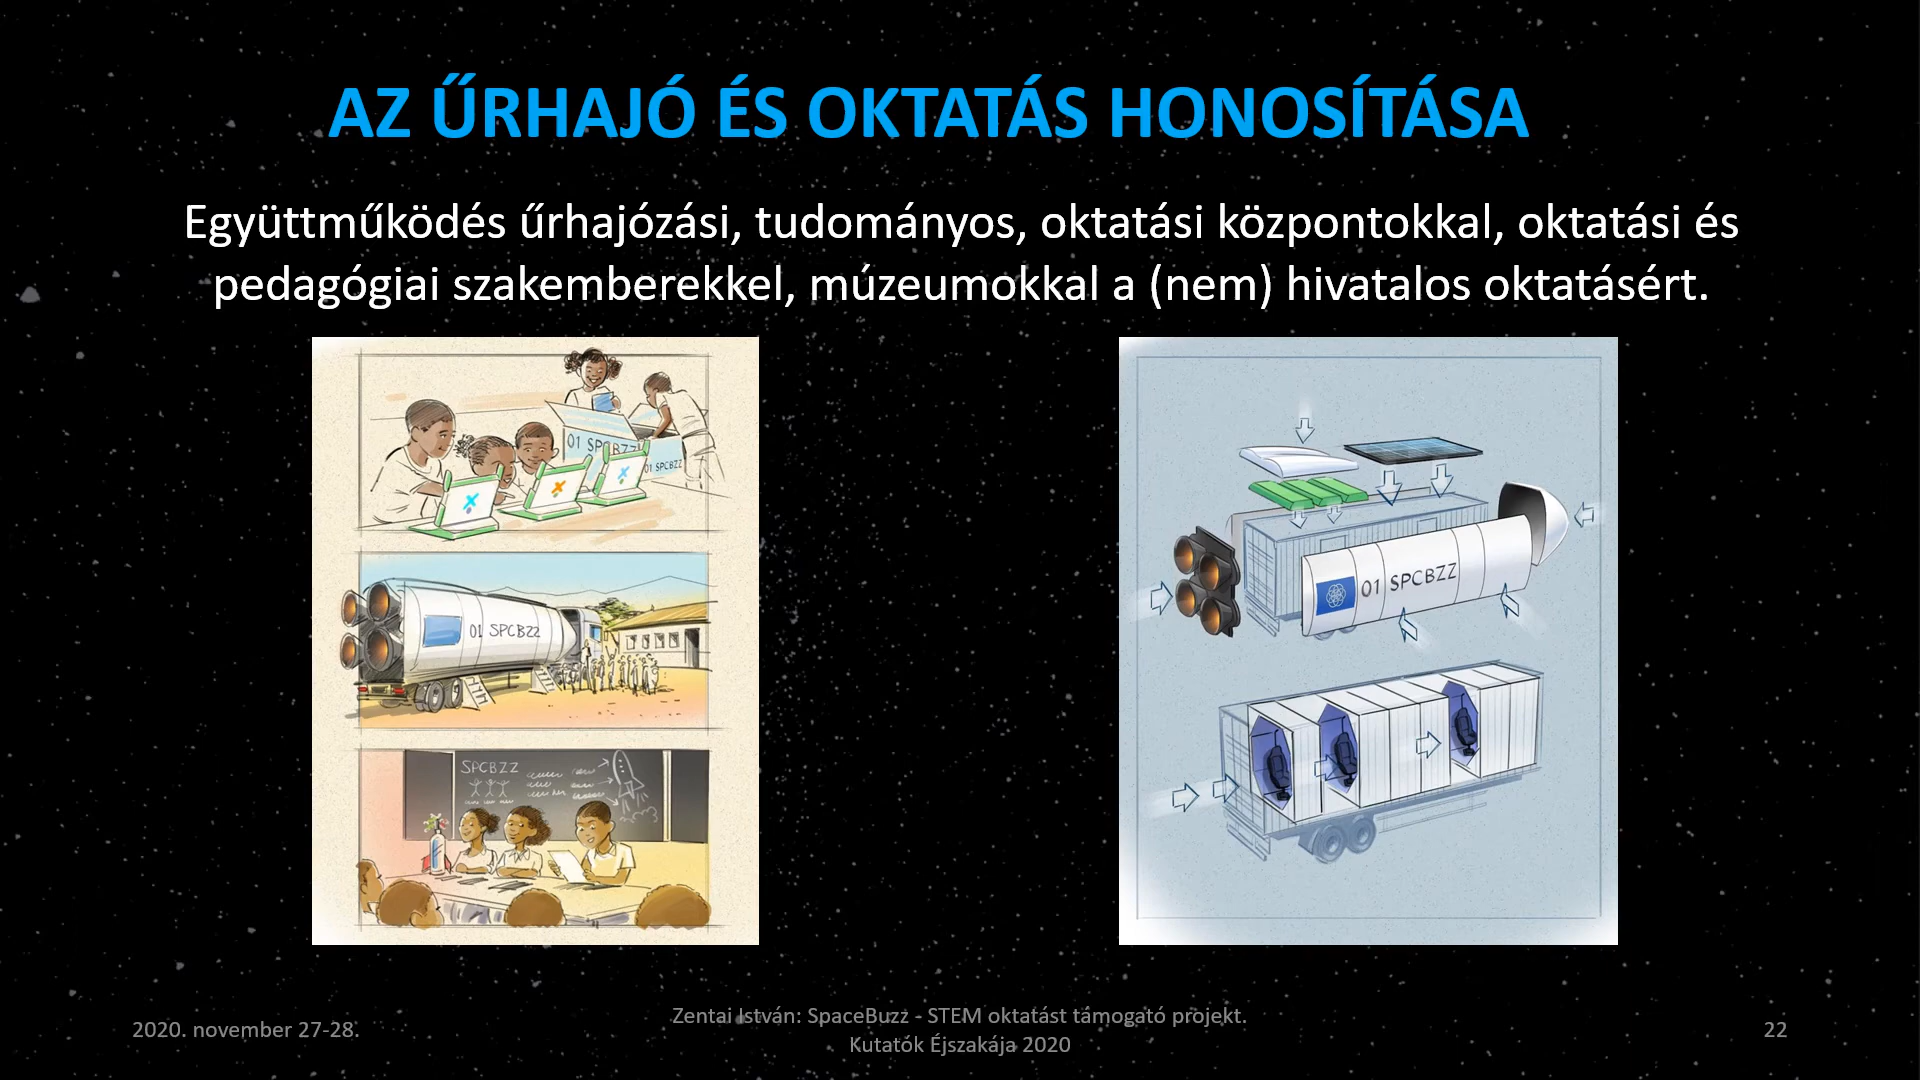 AZ ŰRHAJÓ ÉS OKTATÁS HONOSÍTÁSA
Együttműködés űrhajózási, tudományos, oktatási központokkal, oktatási és
pedagógiai szakemberekkel, múzeumokkal a (nem) hivatalos oktatásért.
01 SPCBZZ
01 SPCBZZ
01 SPCBZZ
SPCBZZ
01 SPCBZZ
2020. november 27-28.
Zentai István: SpaceBuzz - STEM oktatást támogató projekt.
Kutatók Éjszakája 2020
22